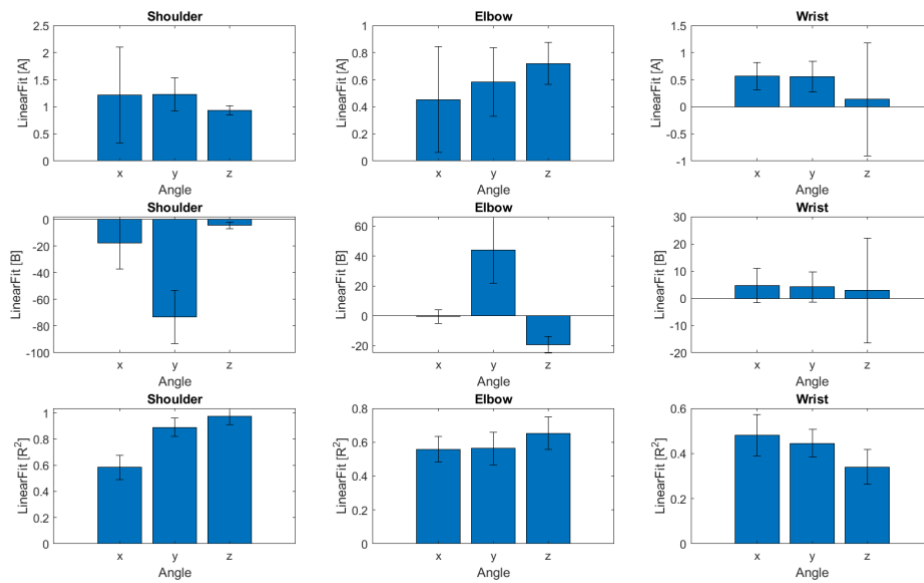 Shoulder
LinearFit [A]
2.5
2
1.5
1
0.5
0
x y z
Angle
Elbow
LinearFit [A]
1
0.8
0.6
0.4
0.2
0
x y z
Angle
Wrist
LinearFit [A]
1.5
1
0.5
0
-0.5
-1
x y z
Angle
Shoulder
LinearFit [B]
0
-20
-40
-60
-80
-100
x y z
Angle
Elbow
LinearFit [B]
60
40
20
0
-20
x y z
Angle
Wrist
LinearFit [B]
30
20
10
0
-10
-20
x y z
Angle
Shoulder
LinearFit [R²]
1
0.8
0.6
0.4
0.2
0
x y z
Angle
Elbow
LinearFit [R²]
0.8
0.6
0.4
0.2
0
x y z
Angle
Wrist
LinearFit [R²]
0.6
0.4
0.2
0
x y z
Angle